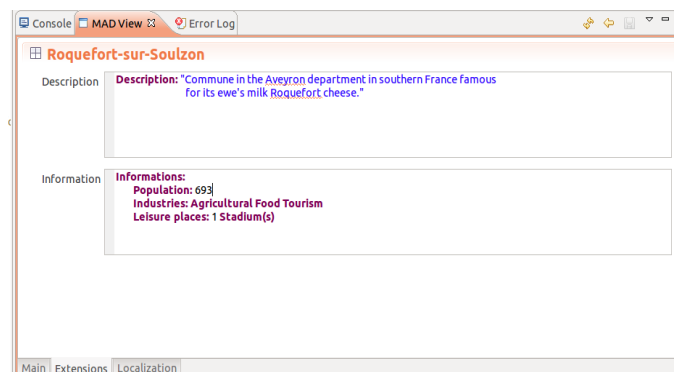 Console MAD View Error Log
Roquefort-sur-Soulzon
Description Description: "Commune in the Aveyron department in southern France famous
for its ewe's milk Roquefort cheese."
Information Informations:
Population: 693
Industries: Agricultural Food Tourism
Leisure places: 1 Stadium(s)
Main Extensions Localization